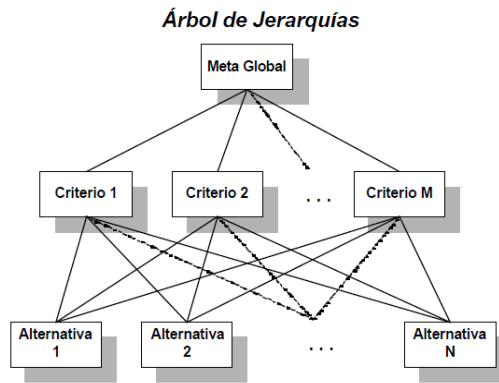 Árbol de Jerarquías
Meta Global
Criterio 1
Criterio 2
. . .
Criterio M
Alternativa
1
Alternativa
2
. . .
Alternativa
N